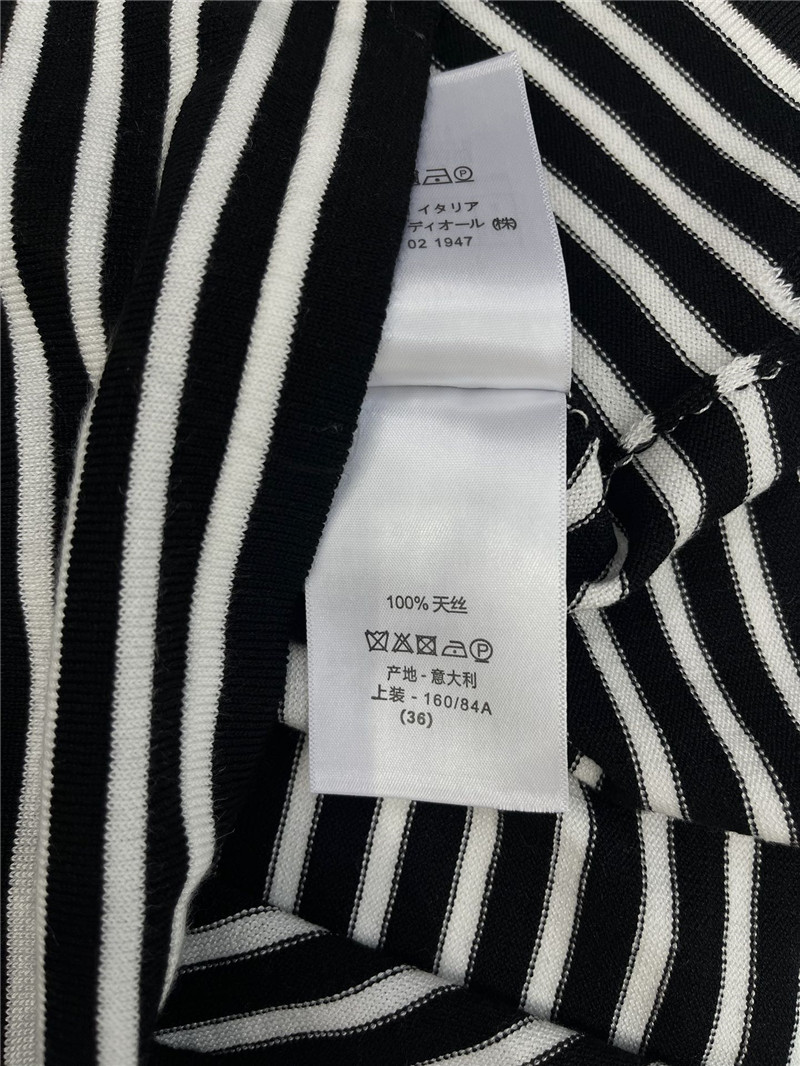 イタリア
ディオール (株)
02 1947
100% 天丝
P
产地 - 意大利
上装 - 160/84A
(36)